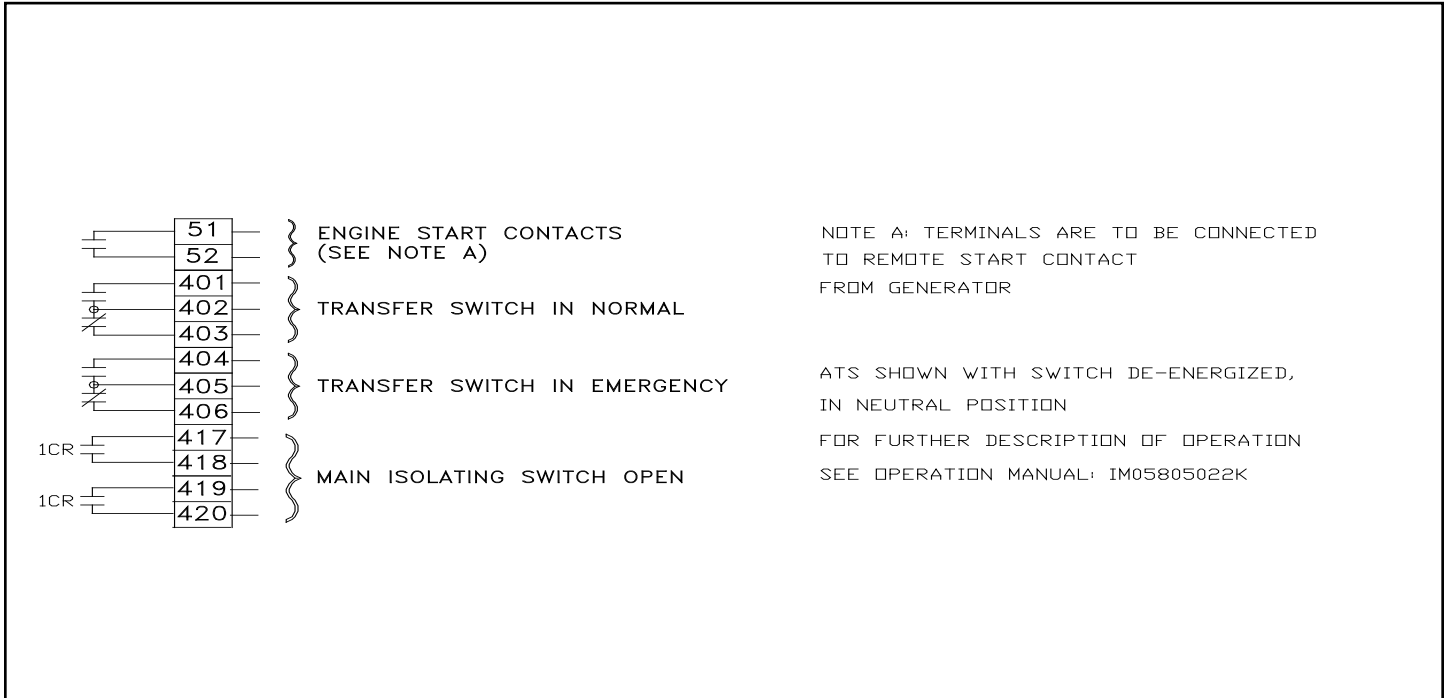 51
52
401
402
403
404
405
406
417
418
419
420
1CR
1CR
ENGINE START CONTACTS
(SEE NOTE A)
TRANSFER SWITCH IN NORMAL
TRANSFER SWITCH IN EMERGENCY
MAIN ISOLATING SWITCH OPEN
NOTE A: TERMINALS ARE TO BE CONNECTED
TO REMOTE START CONTACT
FROM GENERATOR
ATS SHOWN WITH SWITCH DE-ENERGIZED,
IN NEUTRAL POSITION
FOR FURTHER DESCRIPTION OF OPERATION
SEE OPERATION MANUAL: IM05805022K